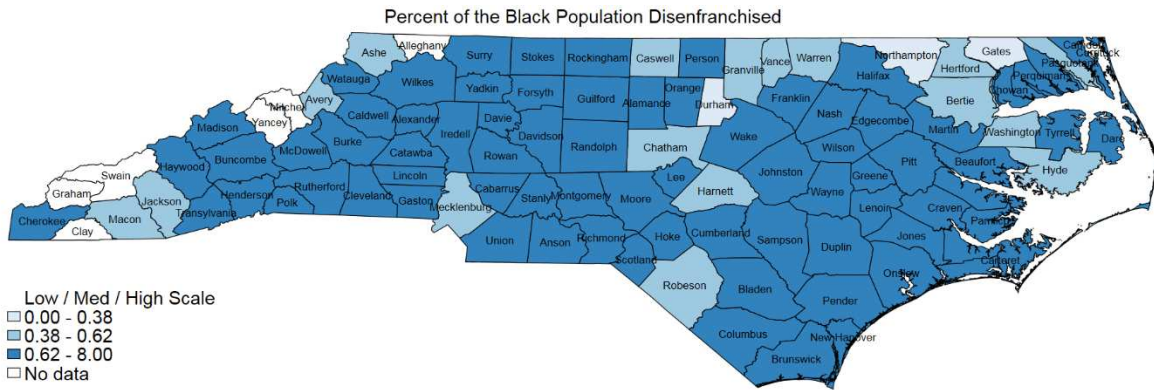 Percent of the Black Population Disenfranchised
Alleghany
Ashe
Surry
Stokes
Rockingham
Caswell
Person
Granville
Vance
Warren
Northampton
Gates
Hertford
Halifax
Watauga
Wilkes
Yadkin
Forsyth
Guilford
Alamance
Orange
Durham
Franklin
Nash
Edgecombe
Bertie
Chowan
Perquimans
Pasquotank
Mitchell
Avery
Yancey
Caldwell
Alexander
Iredell
Davie
Davidson
Randolph
Chatham
Wake
Wilson
Martin
Washington
Tyrrell
Dare
Madison
Haywood
Buncombe
McDowell
Burke
Catawba
Rowan
Lee
Johnston
Wayne
Greene
Pitt
Beaufort
Hyde
Swain
Graham
Jackson
Henderson
Rutherford
Polk
Cleveland
Lincoln
Gaston
Mecklenburg
Cabarrus
Stanly
Montgomery
Moore
Harnett
Lenoir
Craven
Pamlico
Cherokee
Clay
Macon
Transylvania
Union
Anson
Richmond
Scotland
Hoke
Cumberland
Sampson
Duplin
Jones
Carteret
Onslow
Robeson
Bladen
Pender
Columbus
New Hanover
Brunswick
Low / Med / High Scale
0.00 - 0.38
0.38 - 0.62
0.62 - 8.00
No data